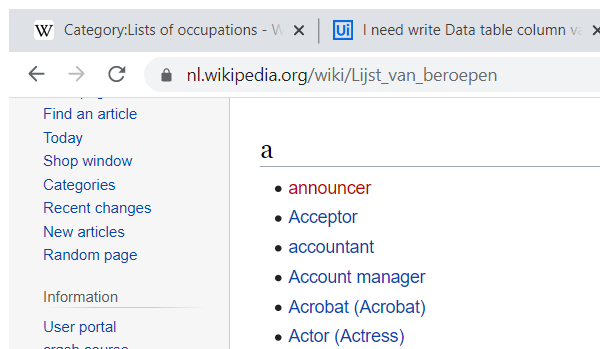 W Category:Lists of occupations - W
Ui I need write Data table column va
nl.wikipedia.org/wiki/Lijst_van_beroepen
Find an article
Today
Shop window
Categories
Recent changes
New articles
Random page
Information
User portal
crash course
a
announcer
Acceptor
accountant
Account manager
Acrobat (Acrobat)
Actor (Actress)